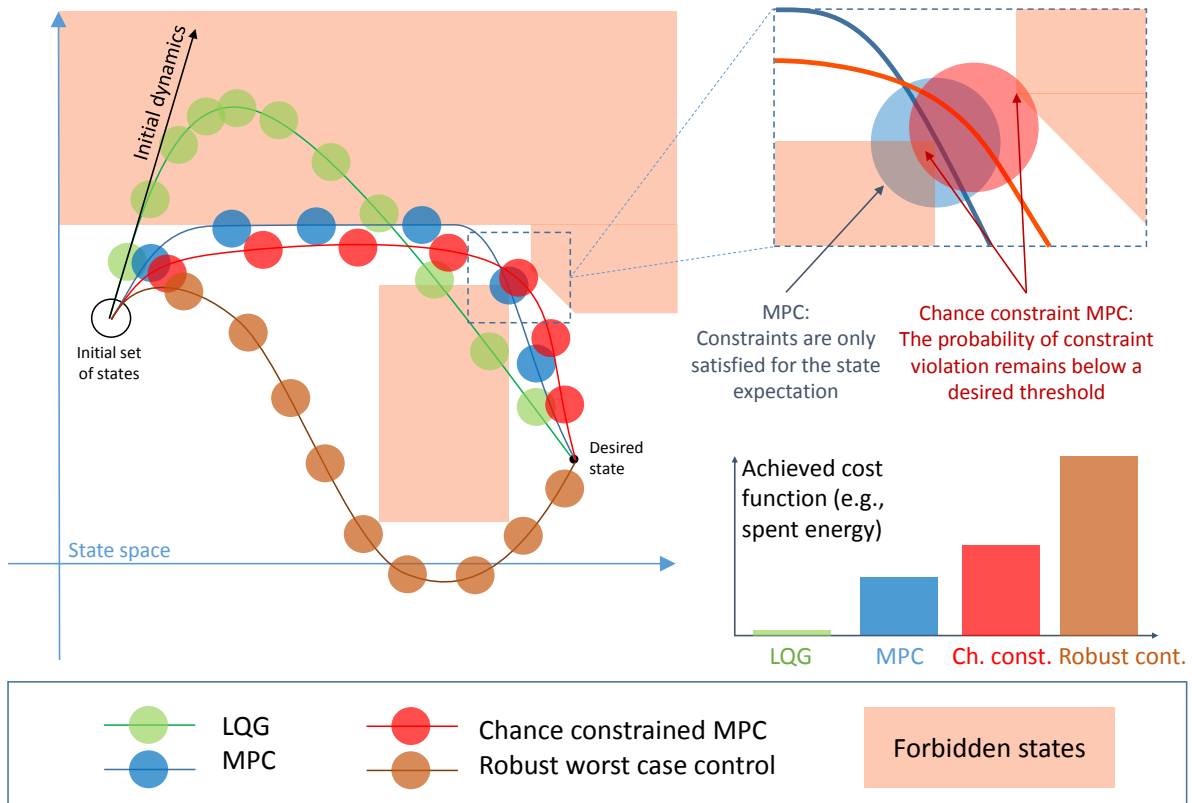 Initial dynamics
Initial set
of states
Desired
state
State space
MPC:
Constraints are only
satisfied for the state
expectation
Chance constraint MPC:
The probability of constraint
violation remains below a
desired threshold
Achieved cost
function (e.g.,
spent energy)
LQG
MPC
Ch. const.
Robust cont.
LQG
MPC
Chance constrained MPC
Robust worst case control
Forbidden states